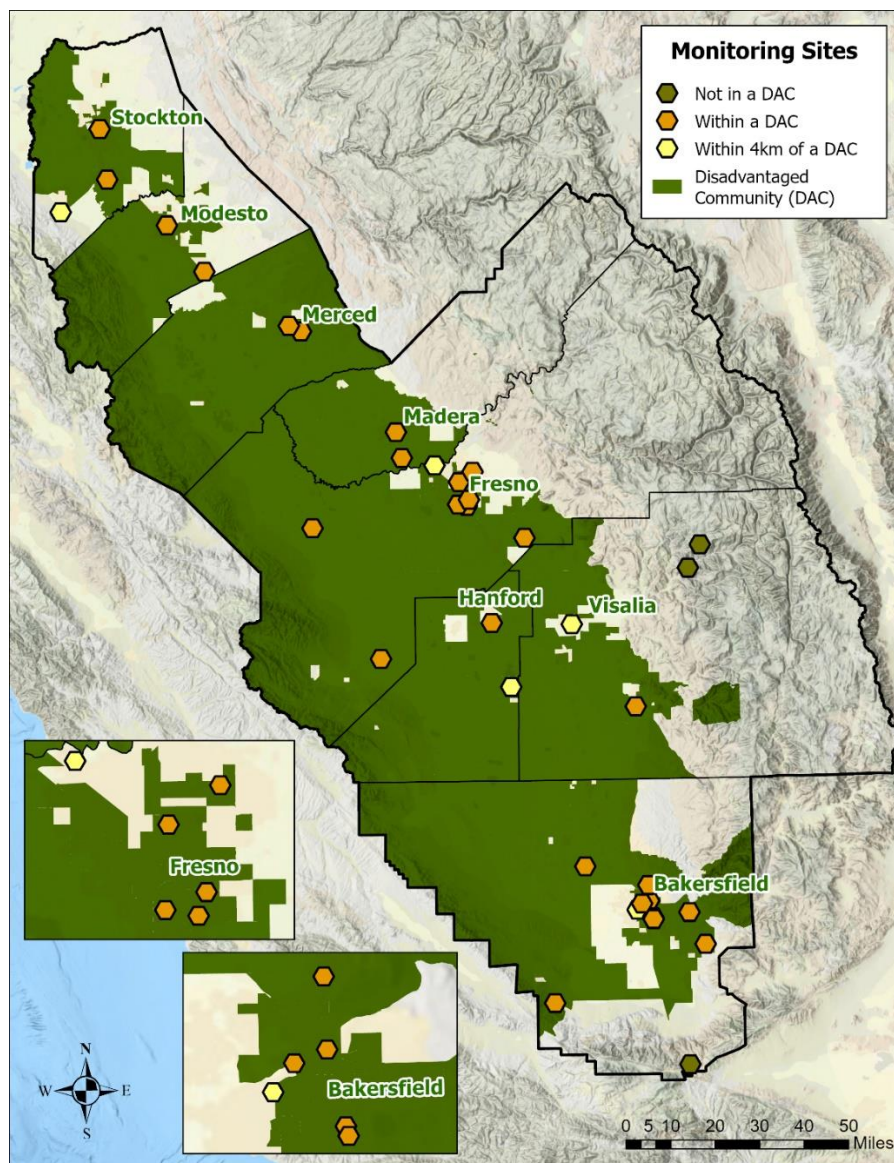 Monitoring Sites
Not in a DAC
Within a DAC
Within 4km of a DAC
Disadvantaged
Community (DAC)
Stockton
Modesto
Merced
Madera
Fresno
Hanford
Visalia
Bakersfield
Fresno
Bakersfield
N
W E
S
0 5 10 20 30 40 50
Miles